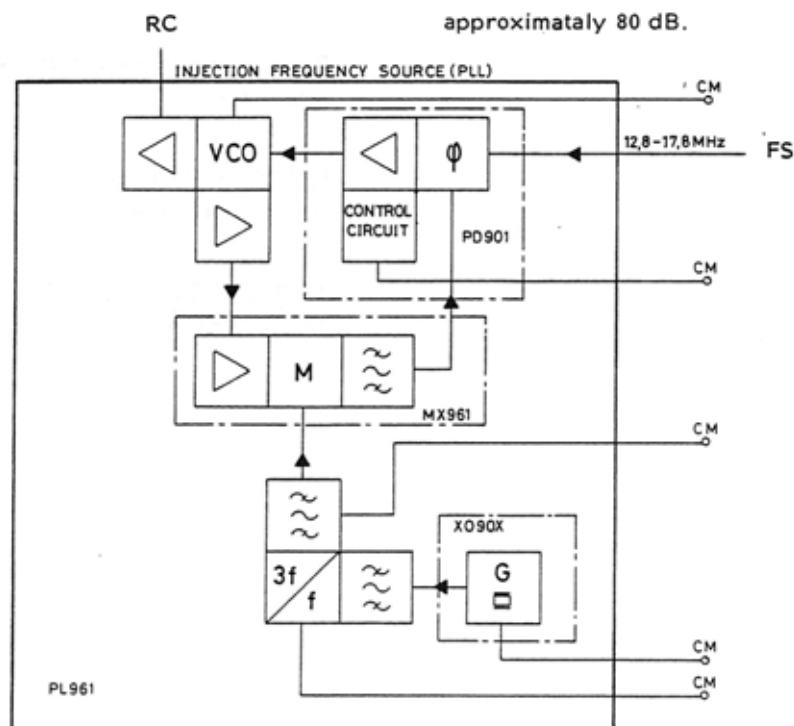 RC
approximataly 80 dB.
INJECTION FREQUENCY SOURCE (PLL)
CM
VCO
φ
12,8-17,8MHz
FS
CONTROL
CIRCUIT
PD901
CM
M
MX961
CM
XO90X
3f
f
G
CM
CM
PL961